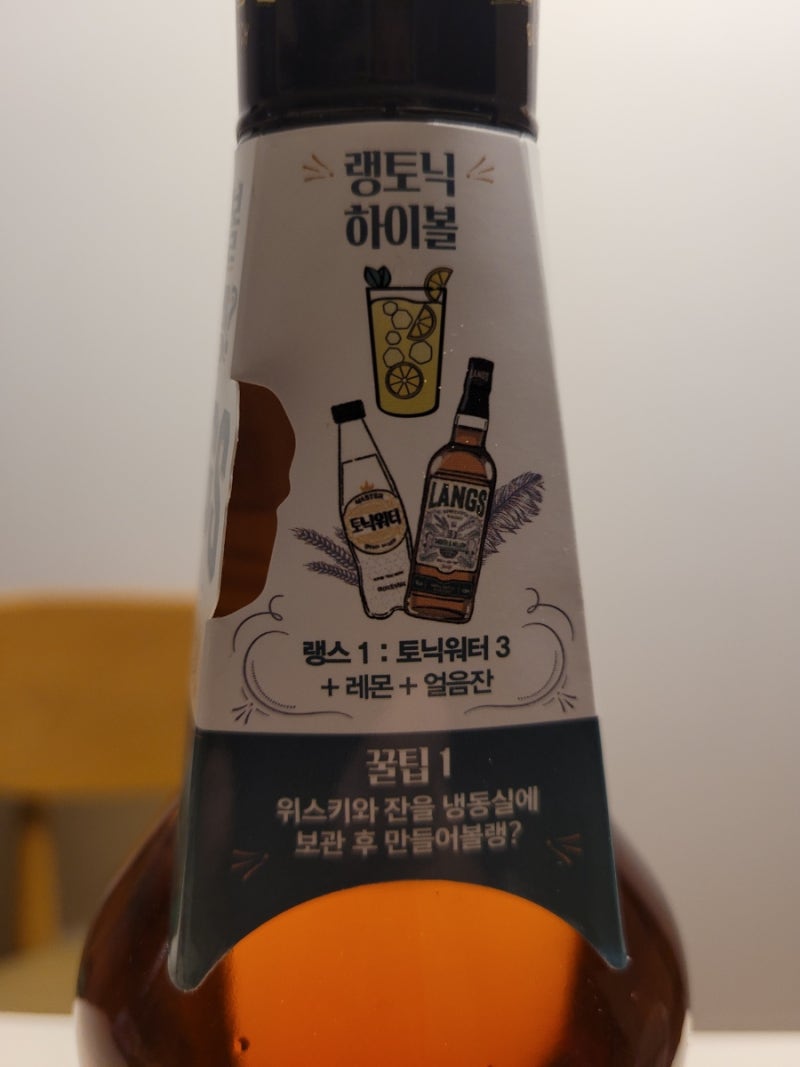 랭토닉
하이볼
LANGS
MASTER
토닉워터
LANGS
랭스 1 : 토닉워터 3
+ 레몬 + 얼음잔
꿀팁 1
위스키와 잔을 냉동실에
보관 후 만들어볼랭?